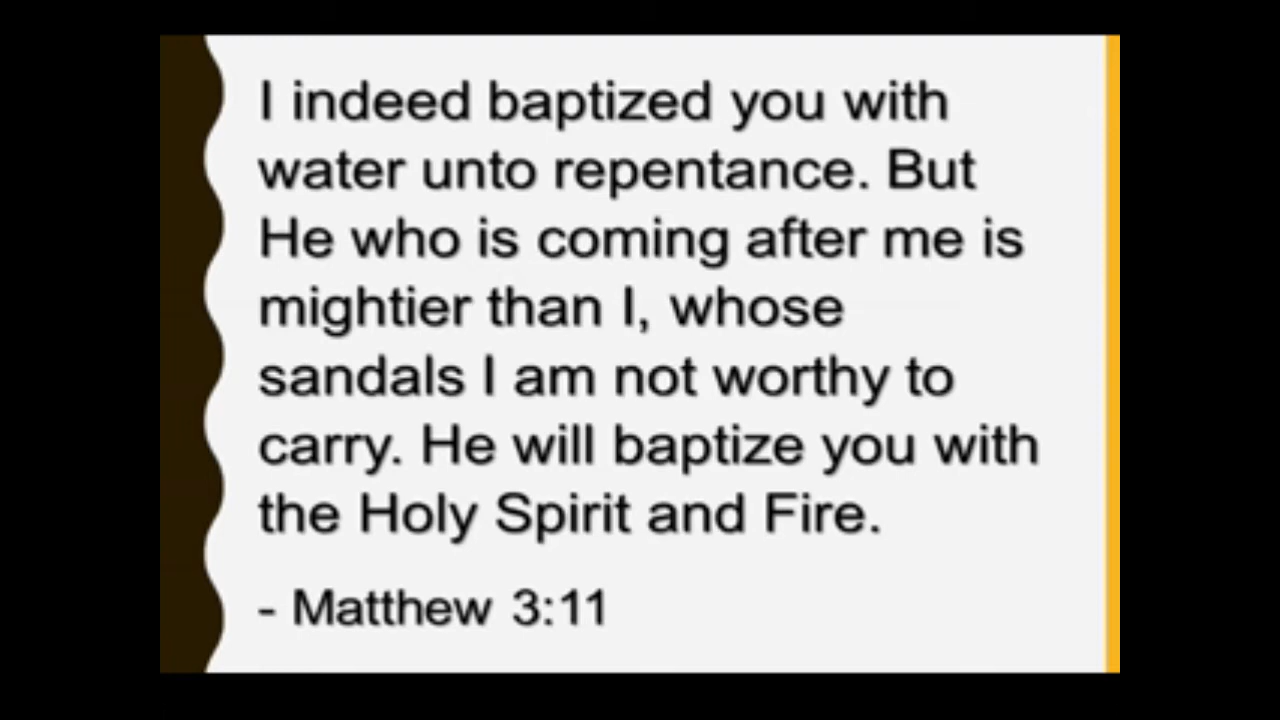 I indeed baptized you with
water unto repentance. But
He who is coming after me is
mightier than I, whose
sandals I am not worthy to
carry. He will baptize you with
the Holy Spirit and Fire.
- Matthew 3:11